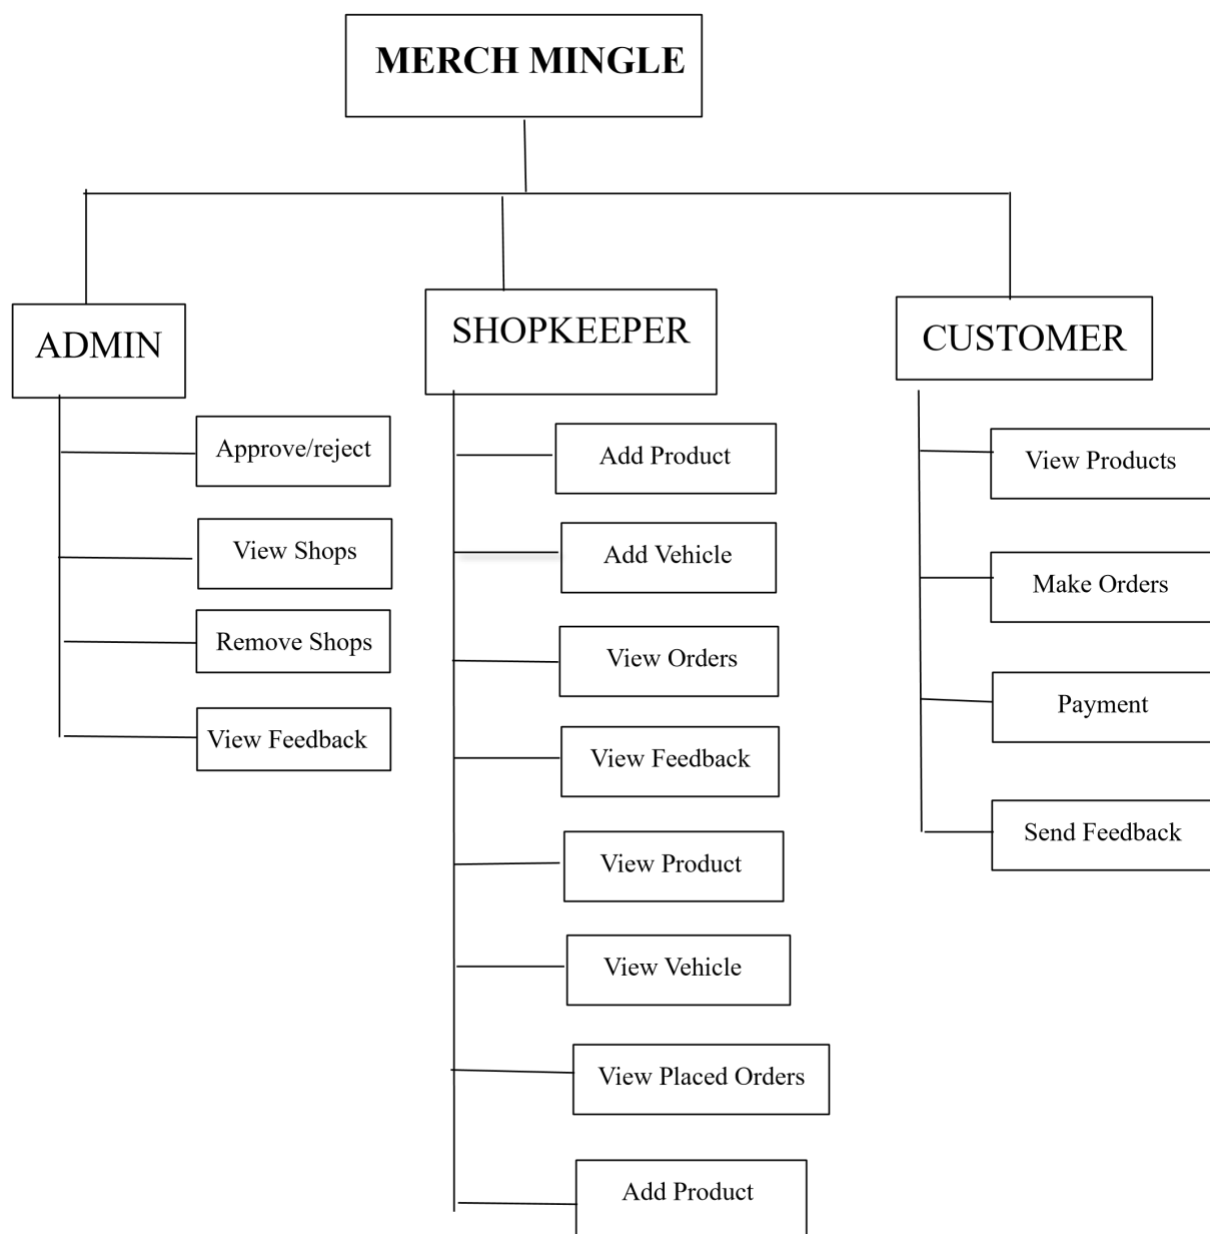 MERCH MINGLE
ADMIN
Approve/reject
View Shops
Remove Shops
View Feedback
SHOPKEEPER
Add Product
Add Vehicle
View Orders
View Feedback
View Product
View Vehicle
View Placed Orders
Add Product
CUSTOMER
View Products
Make Orders
Payment
Send Feedback